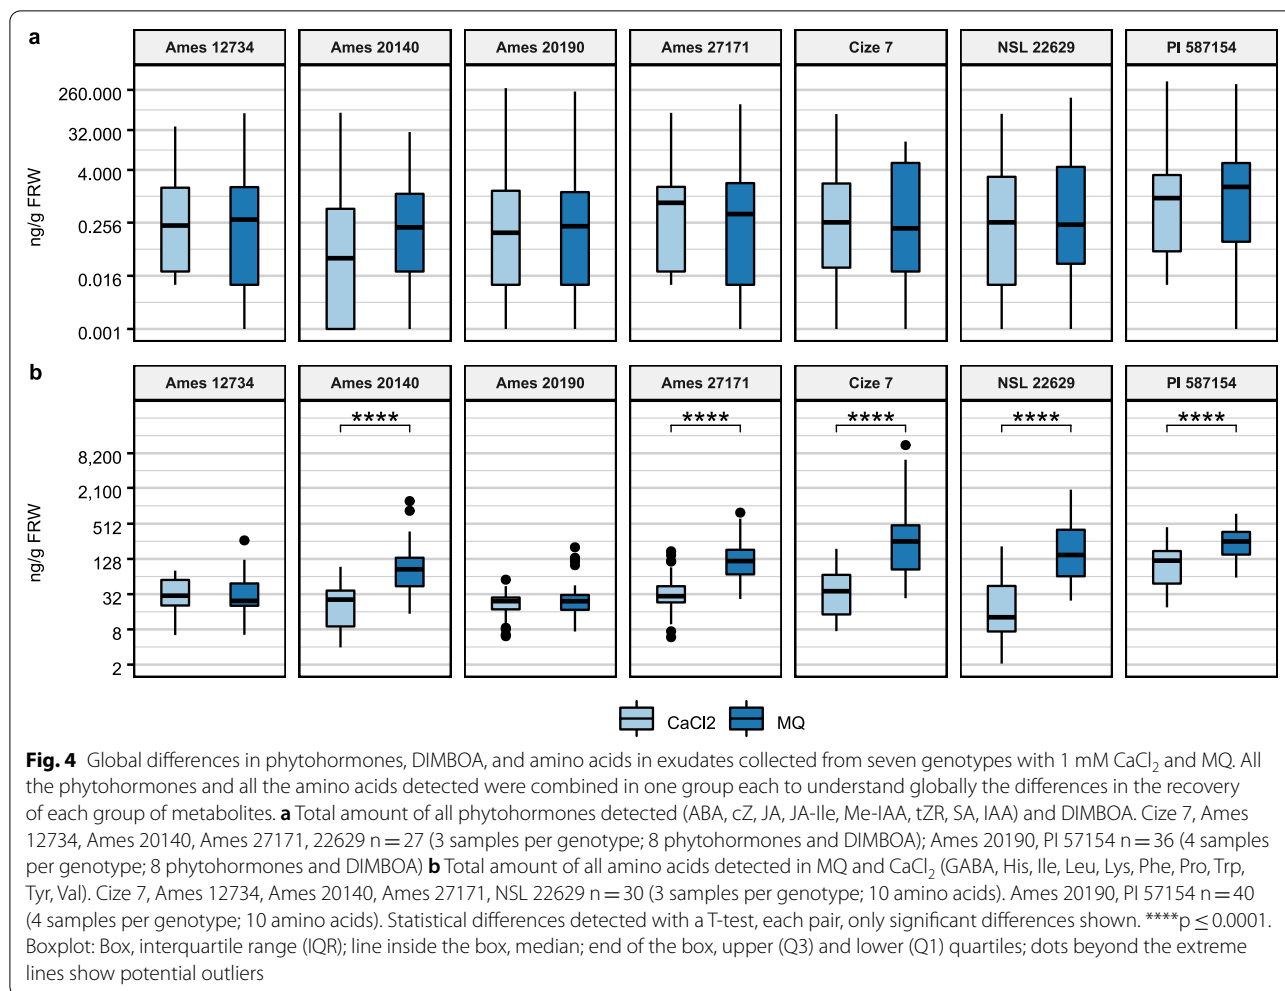 a
Ames 12734 Ames 20140 Ames 20190 Ames 27171 Cize 7 NSL 22629 PI 587154
260.000
32.000
4.000
0.256
0.016
0.001
ng/g FRW
b
Ames 12734 Ames 20140 Ames 20190 Ames 27171 Cize 7 NSL 22629 PI 587154
**** **** **** **** ****
8,200
2,100
512
128
32
8
2
ng/g FRW
CaCl2 MQ
Fig. 4 Global differences in phytohormones, DIMBOA, and amino acids in exudates collected from seven genotypes with 1 mM CaCl₂ and MQ. All
the phytohormones and all the amino acids detected were combined in one group each to understand globally the differences in the recovery
of each group of metabolites. a Total amount of all phytohormones detected (ABA, cZ, JA, JA-Ile, Me-IAA, tZR, SA, IAA) and DIMBOA. Cize 7, Ames
12734, Ames 20140, Ames 27171, 22629 n = 27 (3 samples per genotype; 8 phytohormones and DIMBOA); Ames 20190, PI 57154 n = 36 (4 samples
per genotype; 8 phytohormones and DIMBOA) b Total amount of all amino acids detected in MQ and CaCl₂ (GABA, His, Ile, Leu, Lys, Phe, Pro, Trp,
Tyr, Val). Cize 7, Ames 12734, Ames 20140, Ames 27171, NSL 22629 n = 30 (3 samples per genotype; 10 amino acids). Ames 20190, PI 57154 n = 40
(4 samples per genotype; 10 amino acids). Statistical differences detected with a T-test, each pair, only significant differences shown. ****p ≤ 0.0001.
Boxplot: Box, interquartile range (IQR); line inside the box, median; end of the box, upper (Q3) and lower (Q1) quartiles; dots beyond the extreme
lines show potential outliers